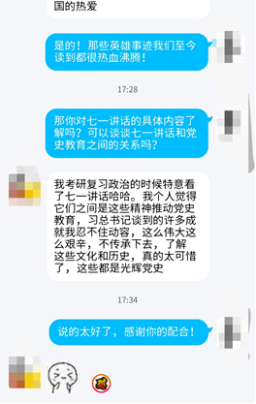 国的热爱
是的！那些英雄事迹我们至今
读到都很热血沸腾！
17:28
那你对七一讲话的具体内容了
解吗？可以谈谈七一讲话和党
史教育之间的关系吗？
我考研复习政治的时候特意看
了七一讲话哈哈。我个人觉得
它们之间是这些精神推动党史
教育，习总书记谈到的许多成
就我忍不住动容，这么伟大这
么艰辛，不传承下去，了解
这些文化和历史，真的太可惜
了，这些都是光辉党史
17:34
说的太好了，感谢你的配合！